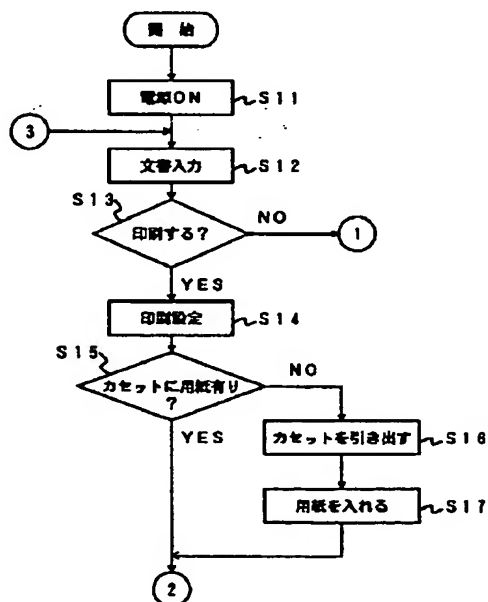 開 始
電源ON
S11
3
文書入力
S12
S13
印刷する?
NO
1
YES
印刷設定
S14
S15
カセットに用紙有り
?
NO
YES
カセットを引き出す
S16
用紙を入れる
S17
2